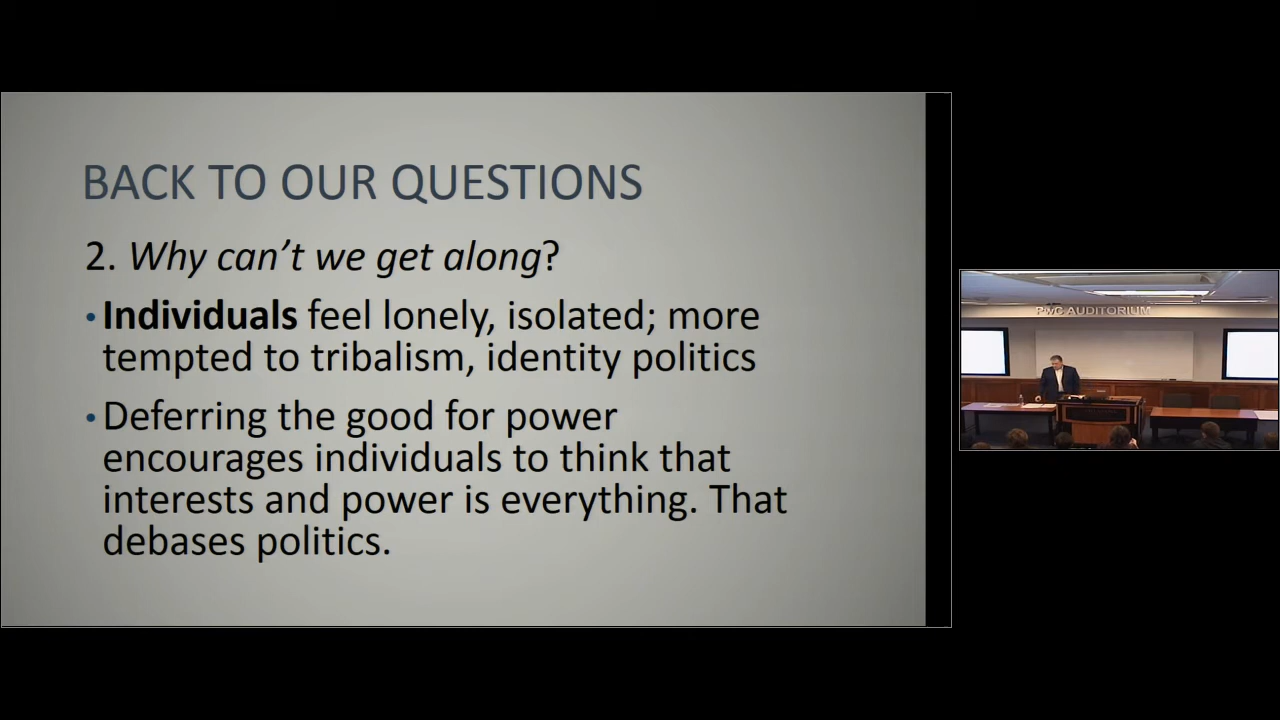 BACK TO OUR QUESTIONS
2. Why can’t we get along?
• Individuals feel lonely, isolated; more
tempted to tribalism, identity politics
• Deferring the good for power
encourages individuals to think that
interests and power is everything. That
debases politics.
PWC AUDITORIUM